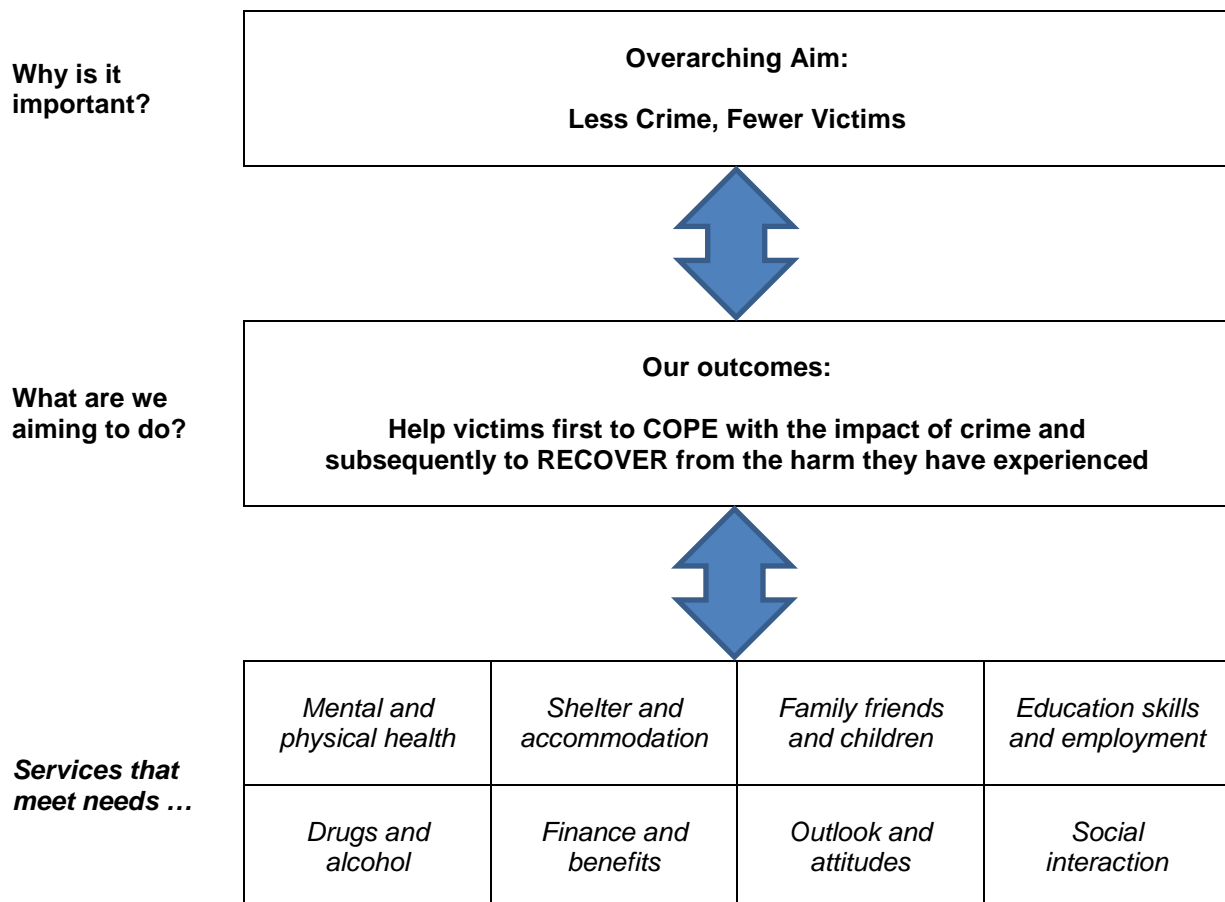 Why is it
important?
Overarching Aim:
Less Crime, Fewer Victims
What are we
aiming to do?
Our outcomes:
Help victims first to COPE with the impact of crime and
subsequently to RECOVER from the harm they have experienced
Services that
meet needs …
Mental and
physical health
Shelter and
accommodation
Family friends
and children
Education skills
and employment
Drugs and
alcohol
Finance and
benefits
Outlook and
attitudes
Social
interaction